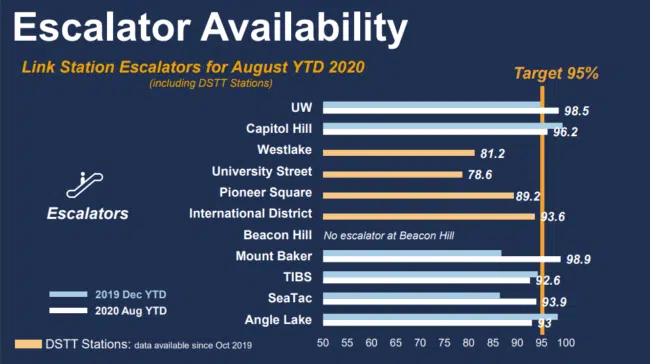 Escalator Availability
Link Station Escalators for August YTD 2020
(including DSTT Stations)
Target 95%
UW 98.5
Capitol Hill 96.2
Westlake 81.2
University Street 78.6
Pioneer Square 89.2
International District 93.6
Beacon Hill No escalator at Beacon Hill
Mount Baker 98.9
TIBS 92.6
SeaTac 93.9
Angle Lake 93
Escalators
2019 Dec YTD
2020 Aug YTD
DSTT Stations: data available since Oct 2019
50 55 60 65 70 75 80 85 90 95 100